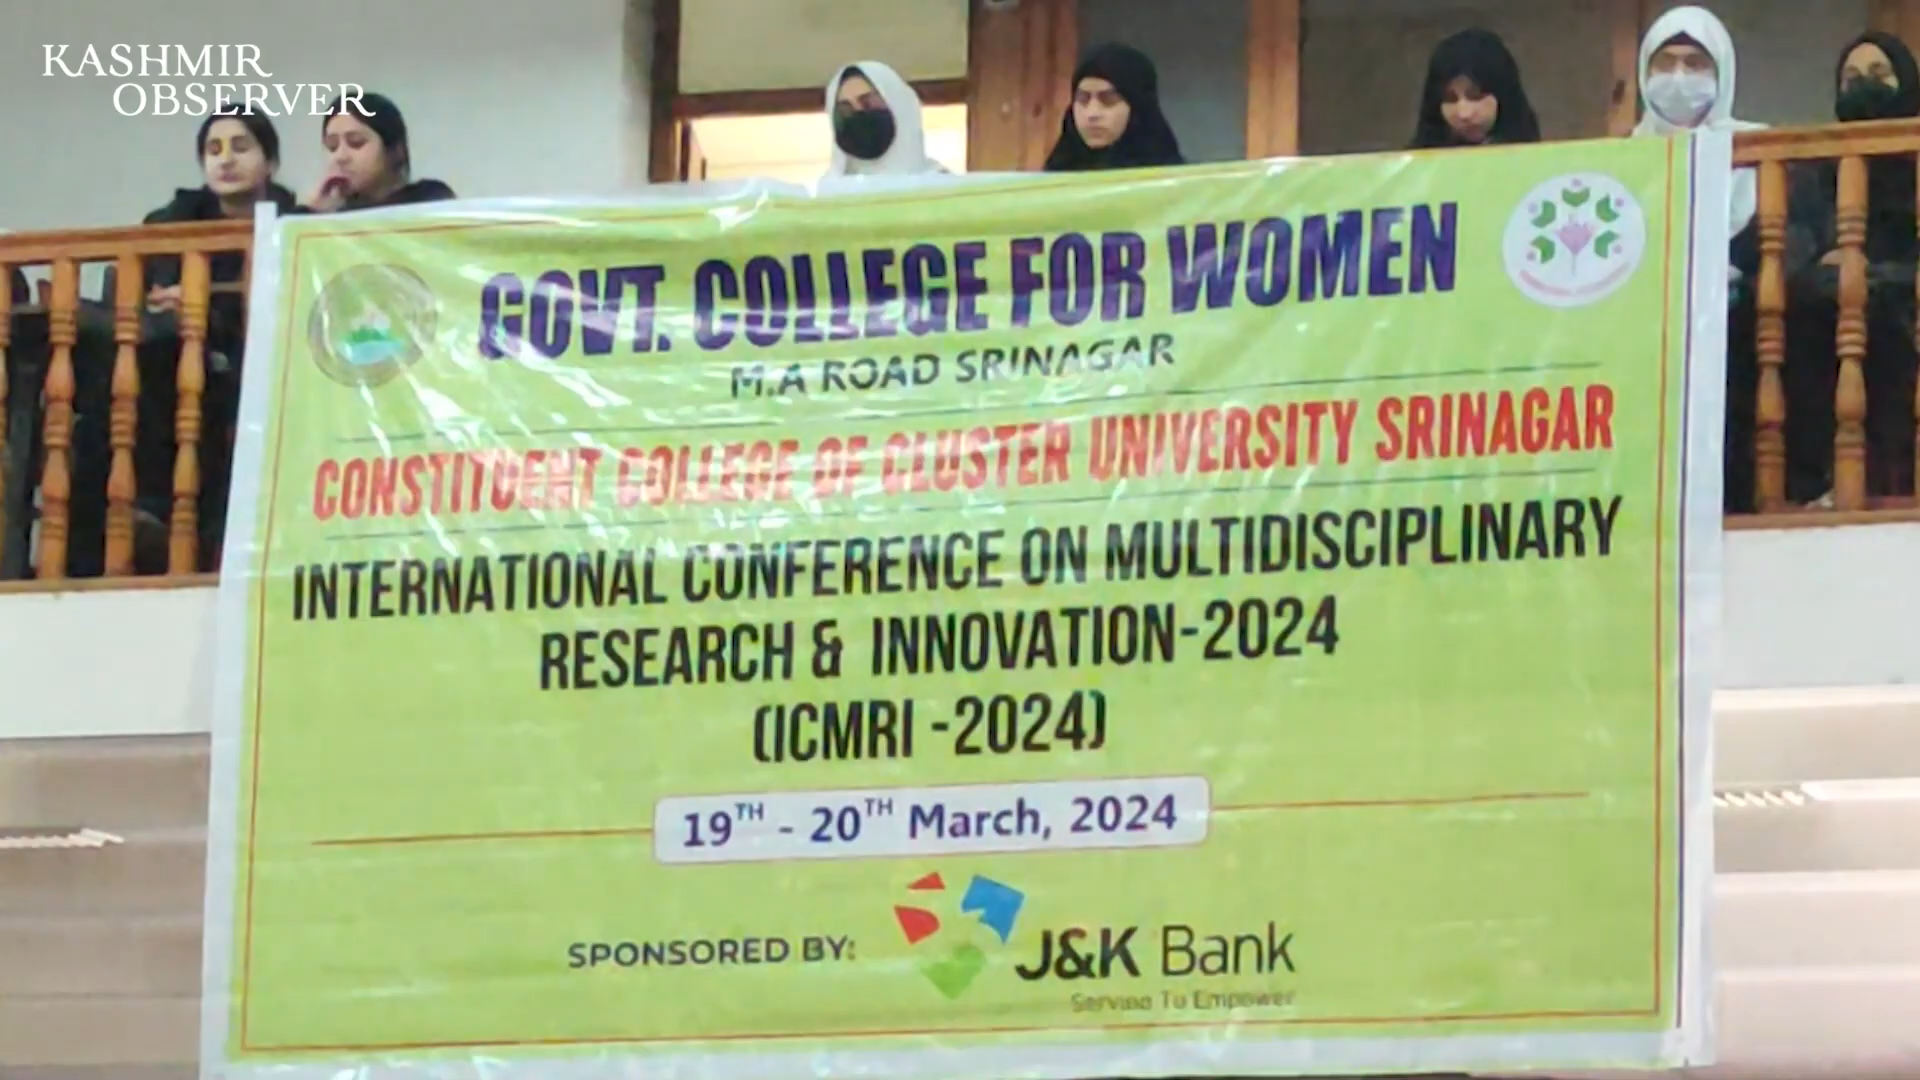 KASHMIR
OBSERVER
GOVT. COLLEGE FOR WOMEN
M.A ROAD SRINAGAR
CONSTITUENT COLLEGE OF CLUSTER UNIVERSITY SRINAGAR
INTERNATIONAL CONFERENCE ON MULTIDISCIPLINARY
RESEARCH & INNOVATION-2024
(ICMRI -2024)
19TH - 20TH March, 2024
SPONSORED BY:
J&K Bank
Serving To Empower